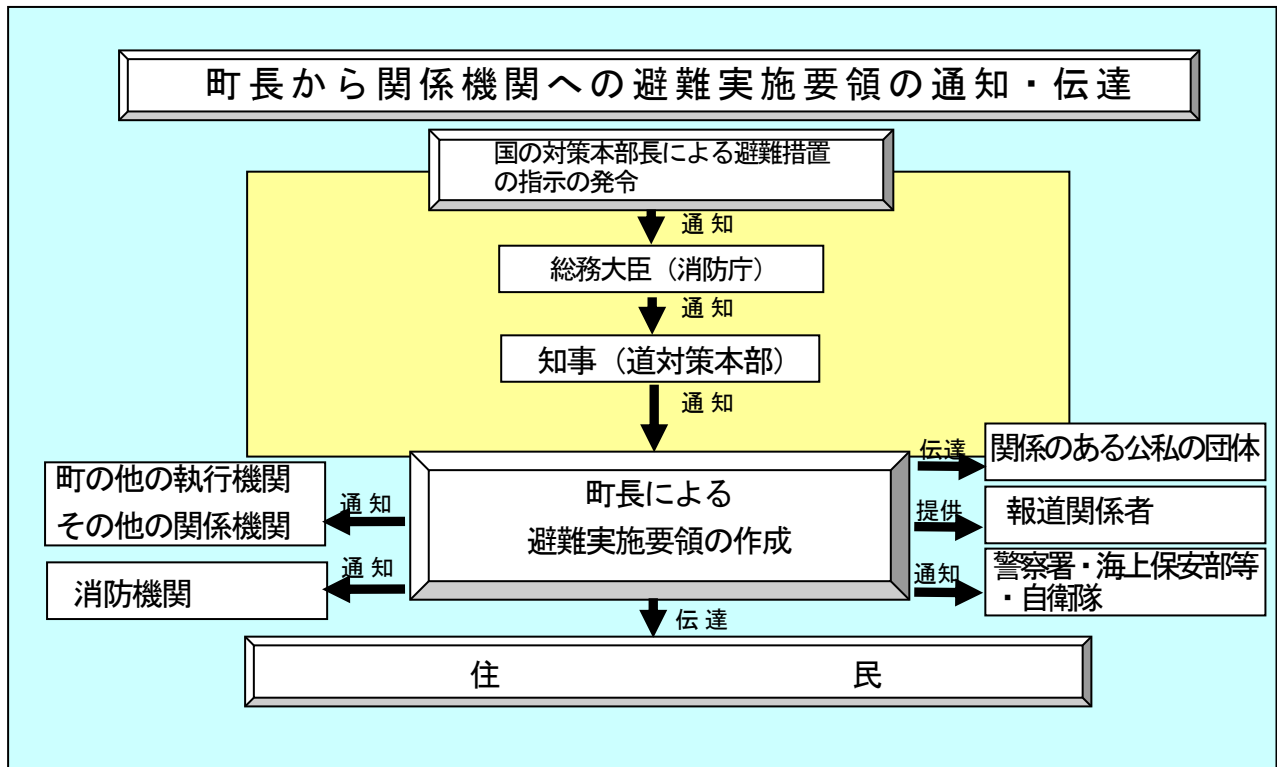 町長から関係機関への避難実施要領の通知・伝達
国の対策本部長による避難措置
の指示の発令
通 知
総務大臣（消防庁）
通 知
知事（道対策本部）
通 知
町長による
避難実施要領の作成
通 知
町の他の執行機関
その他の関係機関
通 知
消防機関
伝達
関係のある公私の団体
提供
報道関係者
通知
警察署・海上保安部等
・自衛隊
伝 達
住 民